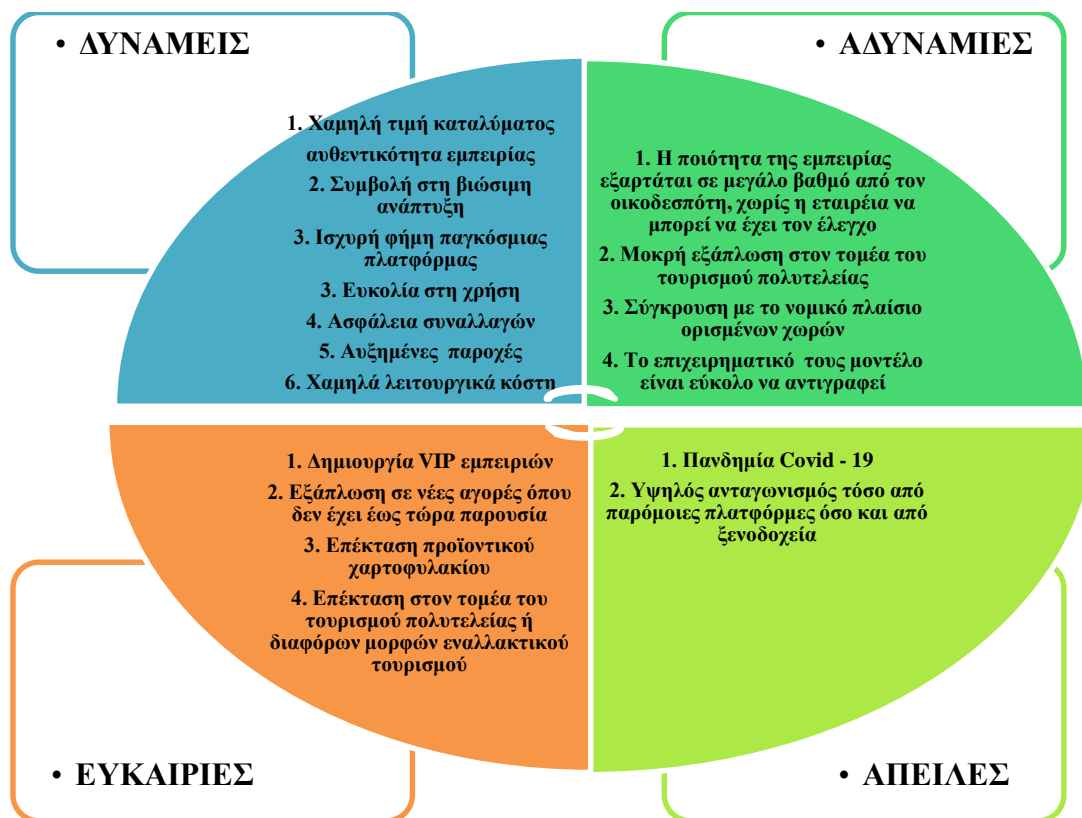 • ΔΥΝΑΜΕΙΣ
1. Χαμηλή τιμή καταλύματος
αυθεντικότητα εμπειρίας
2. Συμβολή στη βιώσιμη
ανάπτυξη
3. Ισχυρή φήμη παγκόσμιας
πλατφόρμας
3. Ευκολία στη χρήση
4. Ασφάλεια συναλλαγών
5. Αυξημένες παροχές
6. Χαμηλά λειτουργικά κόστη
• ΑΔΥΝΑΜΙΕΣ
1. Η ποιότητα της εμπειρίας
εξαρτάται σε μεγάλο βαθμό από τον
οικοδεσπότη, χωρίς η εταιρέια να
μπορεί να έχει τον έλεγχο
2. Μοκρή εξάπλωση στον τομέα του
τουρισμού πολυτελείας
3. Σύγκρουση με το νομικό πλαίσιο
ορισμένων χωρών
4. Το επιχειρηματικό τους μοντέλο
είναι εύκολο να αντιγραφεί
1. Δημιουργία VIP εμπειριών
2. Εξάπλωση σε νέες αγορές όπου
δεν έχει έως τώρα παρουσία
3. Επέκταση προϊοντικού
χαρτοφυλακίου
4. Επέκταση στον τομέα του
τουρισμού πολυτελείας ή
διαφόρων μορφών εναλλακτικού
τουρισμού
• ΕΥΚΑΙΡΙΕΣ
1. Πανδημία Covid - 19
2. Υψηλός ανταγωνισμός τόσο από
παρόμοιες πλατφόρμες όσο και από
ξενοδοχεία
• ΑΠΕΙΛΕΣ